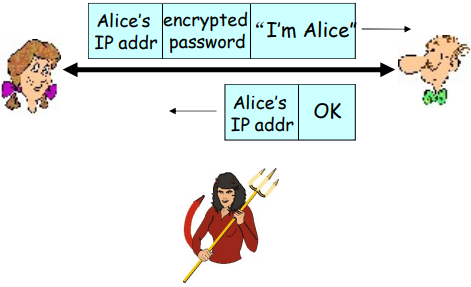 Alice's
IP addr
encrypted
password
“I’m Alice”
Alice's
IP addr
OK